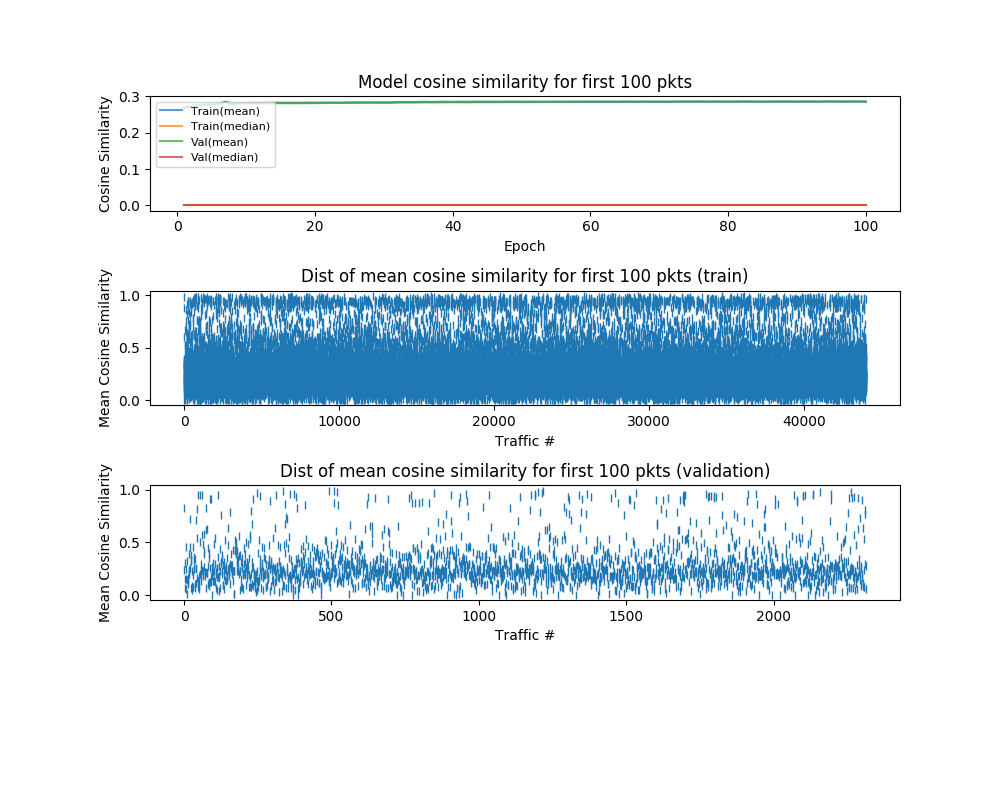 Model cosine similarity for first 100 pkts
Cosine Similarity
0.3
0.2
0.1
0.0
Train(mean)
Train(median)
Val(mean)
Val(median)
0 20 40 60 80 100
Epoch
Dist of mean cosine similarity for first 100 pkts (train)
Mean Cosine Similarity
1.0
0.5
0.0
0 10000 20000 30000 40000
Traffic #
Dist of mean cosine similarity for first 100 pkts (validation)
Mean Cosine Similarity
1.0
0.5
0.0
0 500 1000 1500 2000
Traffic #